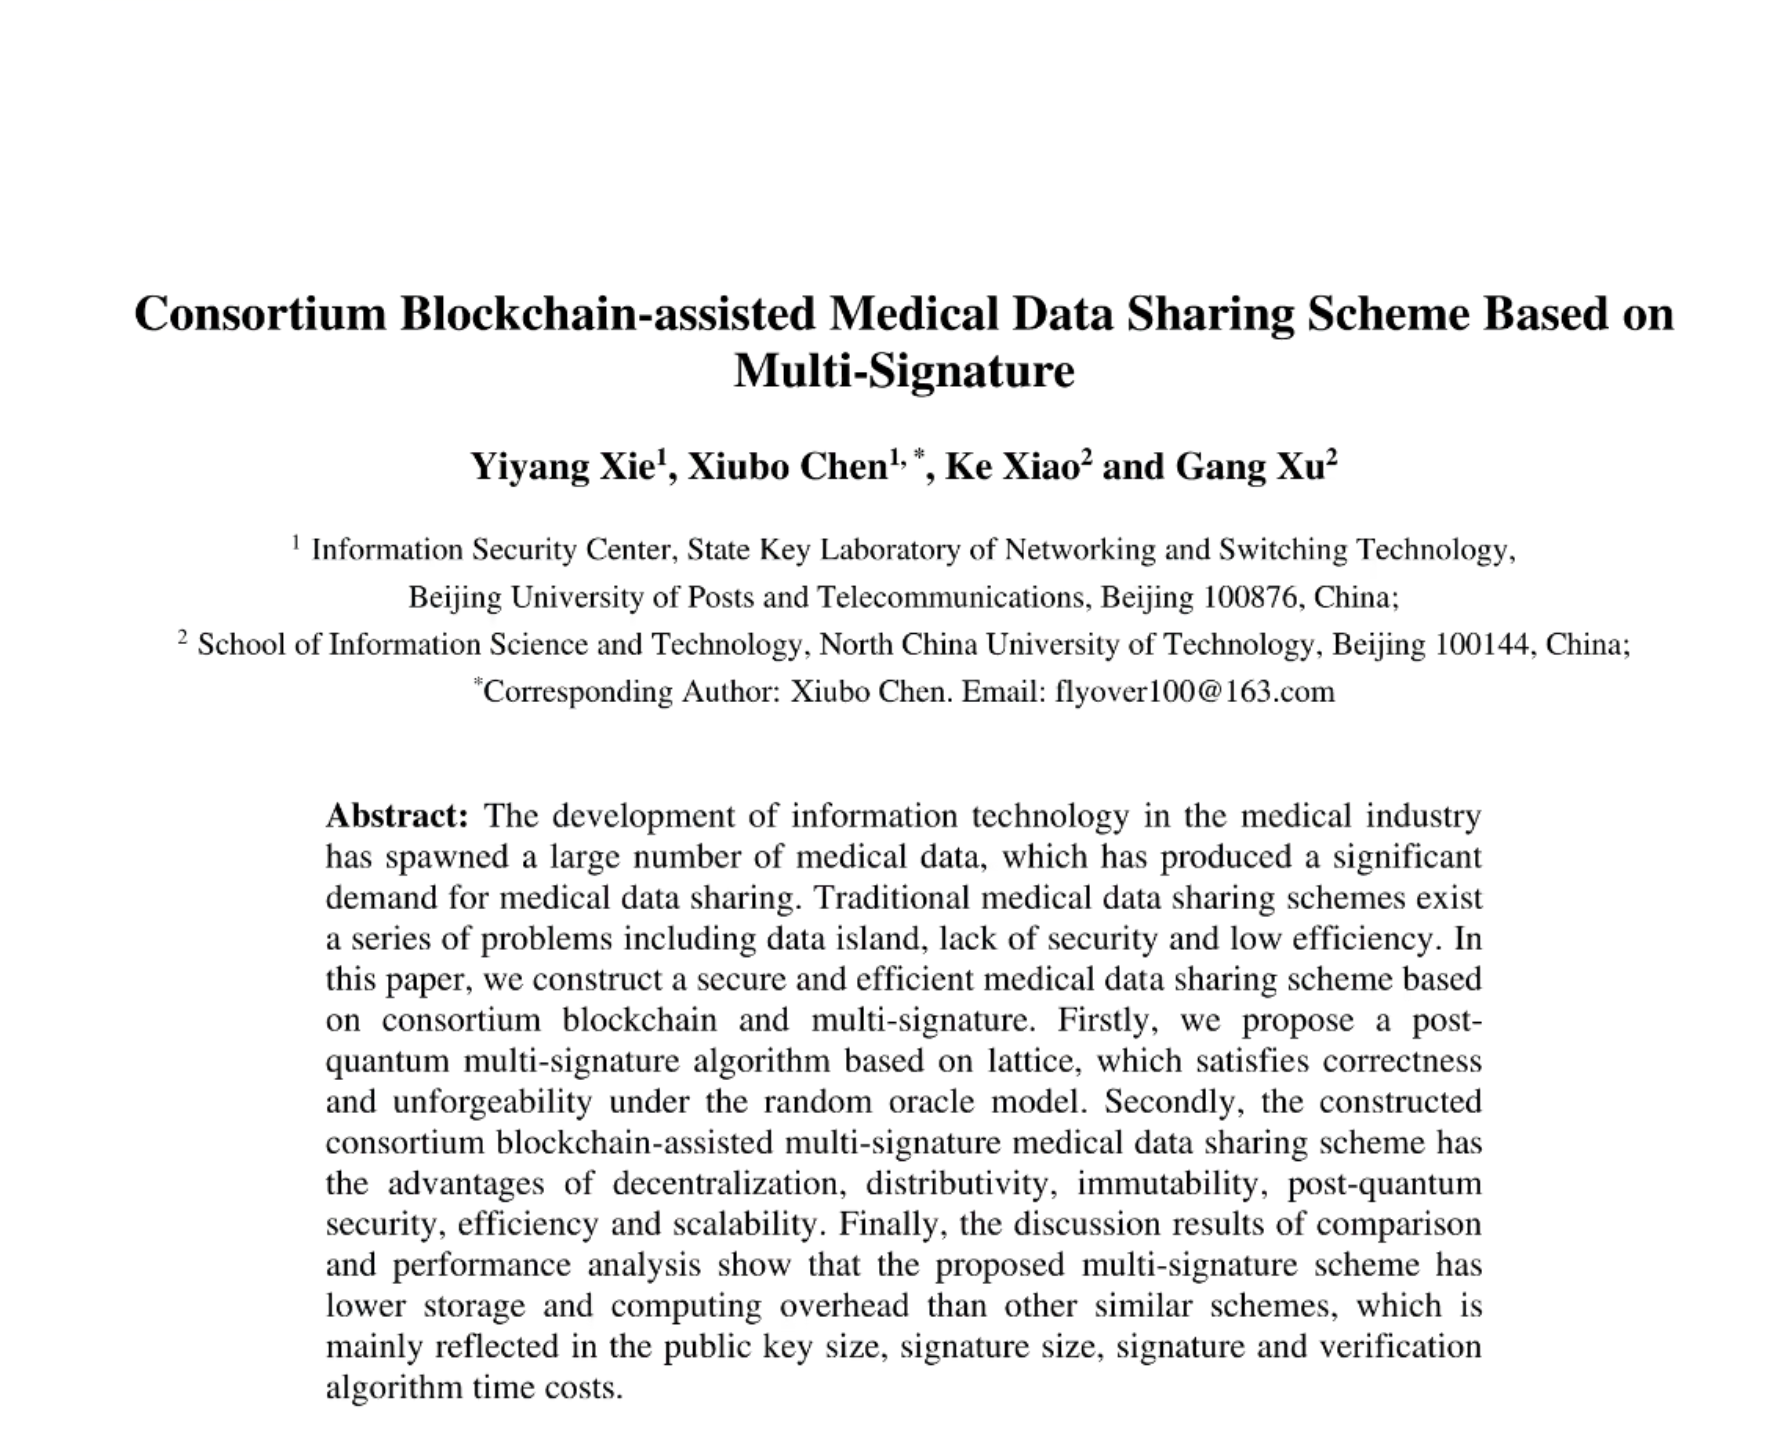 Consortium Blockchain-assisted Medical Data Sharing Scheme Based on
Multi-Signature
Yiyang Xie1, Xiubo Chen1, *, Ke Xiao2 and Gang Xu2
1 Information Security Center, State Key Laboratory of Networking and Switching Technology,
Beijing University of Posts and Telecommunications, Beijing 100876, China;
2 School of Information Science and Technology, North China University of Technology, Beijing 100144, China;
*Corresponding Author: Xiubo Chen. Email: flyover100@163.com
Abstract: The development of information technology in the medical industry
has spawned a large number of medical data, which has produced a significant
demand for medical data sharing. Traditional medical data sharing schemes exist
a series of problems including data island, lack of security and low efficiency. In
this paper, we construct a secure and efficient medical data sharing scheme based
on consortium blockchain and multi-signature. Firstly, we propose a post-
quantum multi-signature algorithm based on lattice, which satisfies correctness
and unforgeability under the random oracle model. Secondly, the constructed
consortium blockchain-assisted multi-signature medical data sharing scheme has
the advantages of decentralization, distributivity, immutability, post-quantum
security, efficiency and scalability. Finally, the discussion results of comparison
and performance analysis show that the proposed multi-signature scheme has
lower storage and computing overhead than other similar schemes, which is
mainly reflected in the public key size, signature size, signature and verification
algorithm time costs.